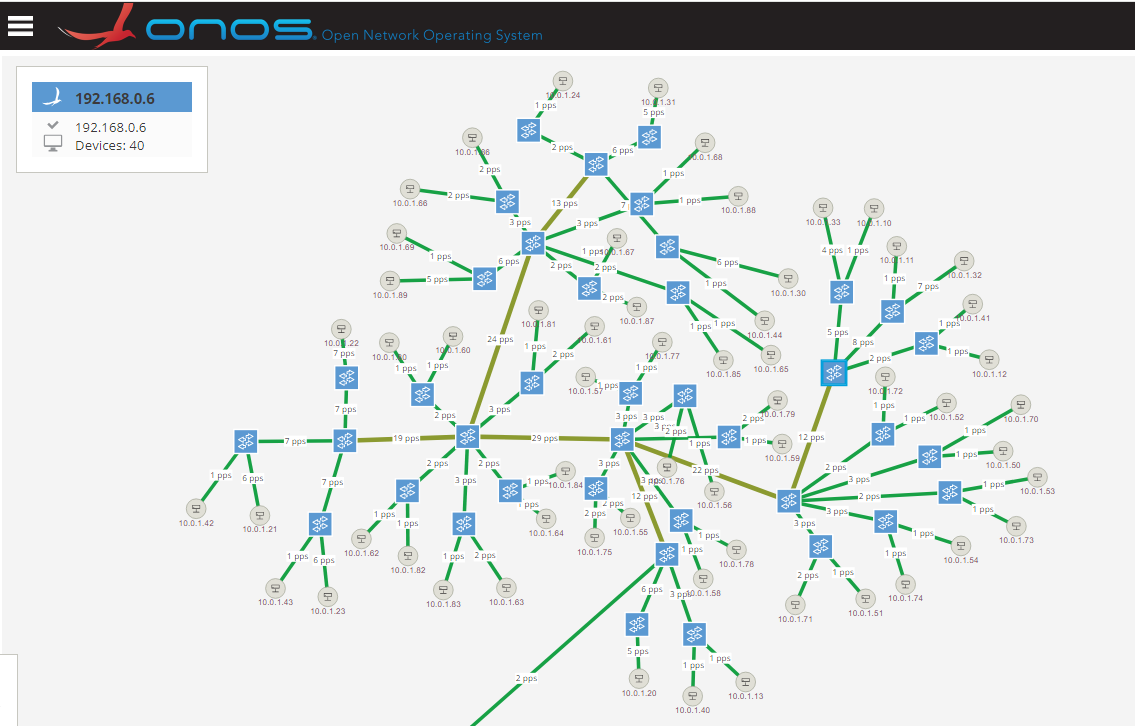 onos. Open Network Operating System
192.168.0.6
192.168.0.6
Devices: 40
10.0.1.24
1 pps
10.0.1.31
5 pps
2 pps
6 pps
10.0.1.68
2 pps
1 pps
10.0.1.66
2 pps
13 pps
7
1 pps
10.0.1.88
3 pps
3 pps
10.0.1.69
1 pps
6 pps
10.0.1.67
2 pps
2 pps
6 pps
5 pps
10.0.1.89
1 pps
10.0.1.30
2 pps
10.0.1.87
10.0.1.44
1 pps
1 pps
10.0.1.85
10.0.1.65
4 pps
1 pps
10.0.1.10
10.0.1.11
1 pps
10.0.1.32
7 pps
10.0.1.41
1 pps
5 pps
8 pps
2 pps
1 pps
10.0.1.12
24 pps
10.0.1.81
1 pps
10.0.1.61
2 pps
3 pps
7 pps
1 pps
10.0.1.60
1 pps
2 pps
7 pps
10.0.1.77
1 pps
10.0.1.57
1 pps
3 pps
3 pps
2 pps
1 pps
2 pps
10.0.1.79
1 pps
10.0.1.59
10.0.1.72
1 pps
10.0.1.52
1 pps
10.0.1.70
1 pps
12 pps
7 pps
19 pps
29 pps
22 pps
2 pps
3 pps
2 pps
3 pps
1 pps
10.0.1.50
1 pps
10.0.1.53
1 pps
10.0.1.73
1 pps
6 pps
10.0.1.42
10.0.1.21
7 pps
2 pps
3 pps
2 pps
1 pps
10.0.1.84
10.0.1.64
3 pps
12 pps
10.0.1.76
10.0.1.56
2 pps
2 pps
10.0.1.55
10.0.1.75
1 pps
1 pps
10.0.1.62
10.0.1.82
1 pps
2 pps
10.0.1.83
10.0.1.63
1 pps
6 pps
10.0.1.43
10.0.1.23
1 pps
1 pps
10.0.1.78
10.0.1.58
3 pps
2 pps
1 pps
10.0.1.71
10.0.1.51
1 pps
10.0.1.54
1 pps
10.0.1.74
6 pps
5 pps
10.0.1.20
1 pps
1 pps
10.0.1.13
10.0.1.40
2 pps